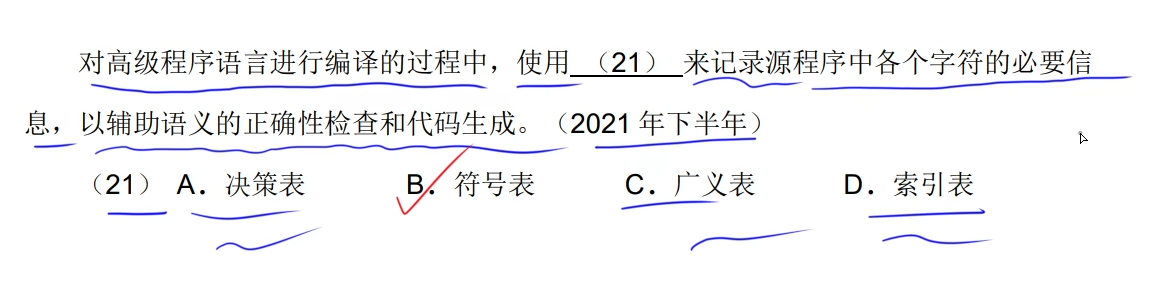 对高级程序语言进行编译的过程中，使用 （21） 来记录源程序中各个字符的必要信
息，以辅助语义的正确性检查和代码生成。（2021 年下半年）
（21） A．决策表 B．符号表 C．广义表 D．索引表